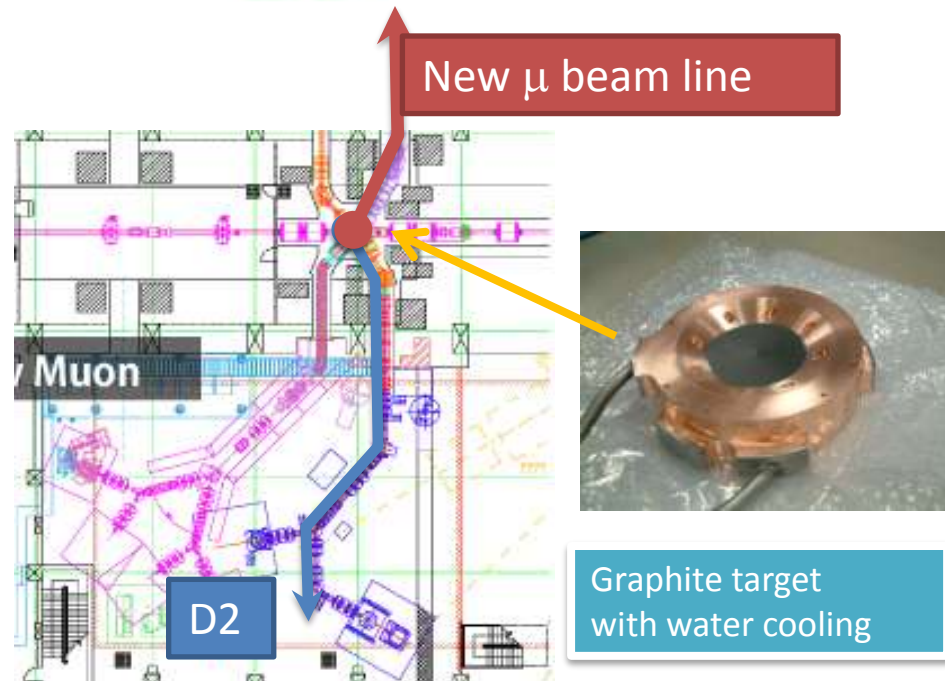 New μ beam line
Muon
D2
Graphite target
with water cooling